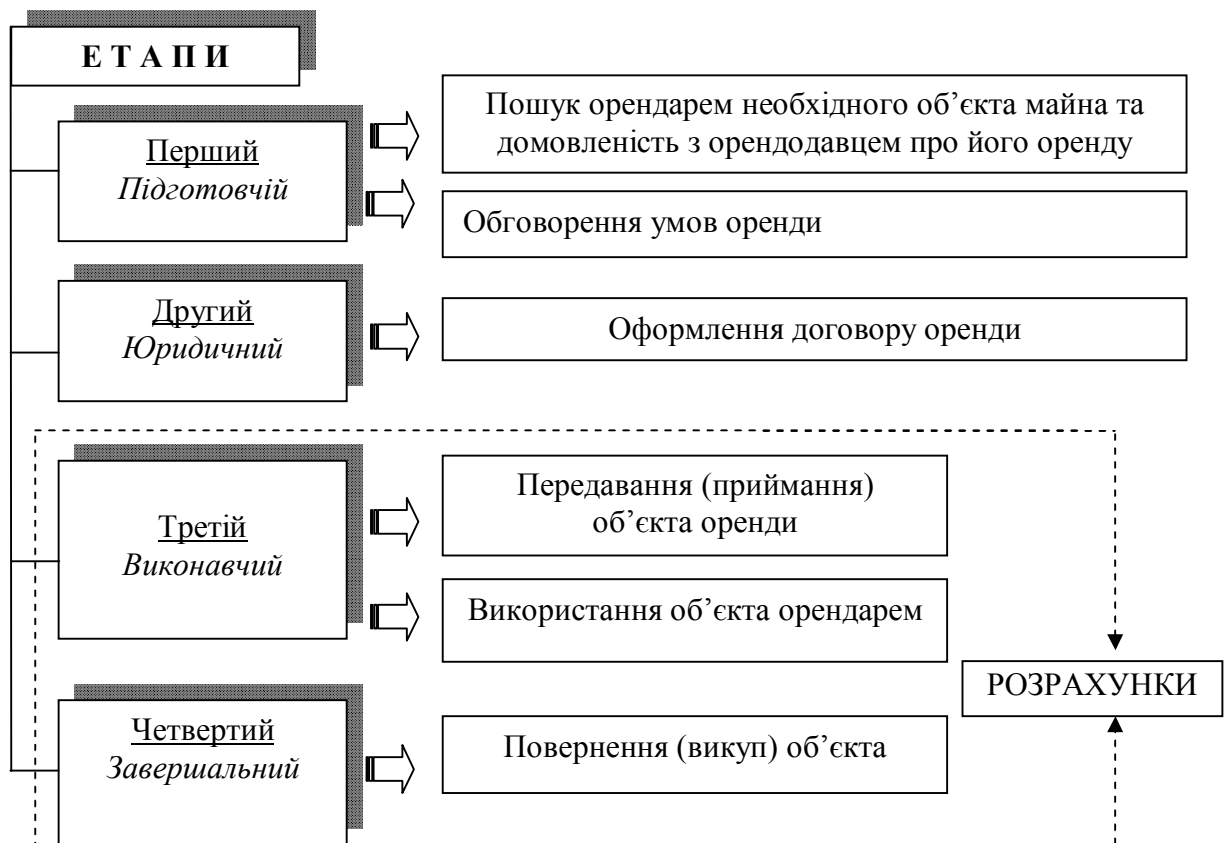 Е Т А П И
Перший
Підготовчій
Пошук орендарем необхідного об’єкта майна та
домовленість з орендодавцем про його оренду
Обговорення умов оренди
Другий
Юридичний
Оформлення договору оренди
Третій
Виконавчий
Передавання (приймання)
об’єкта оренди
Використання об’єкта орендарем
РОЗРАХУНКИ
Четвертий
Завершальний
Повернення (викуп) об’єкта